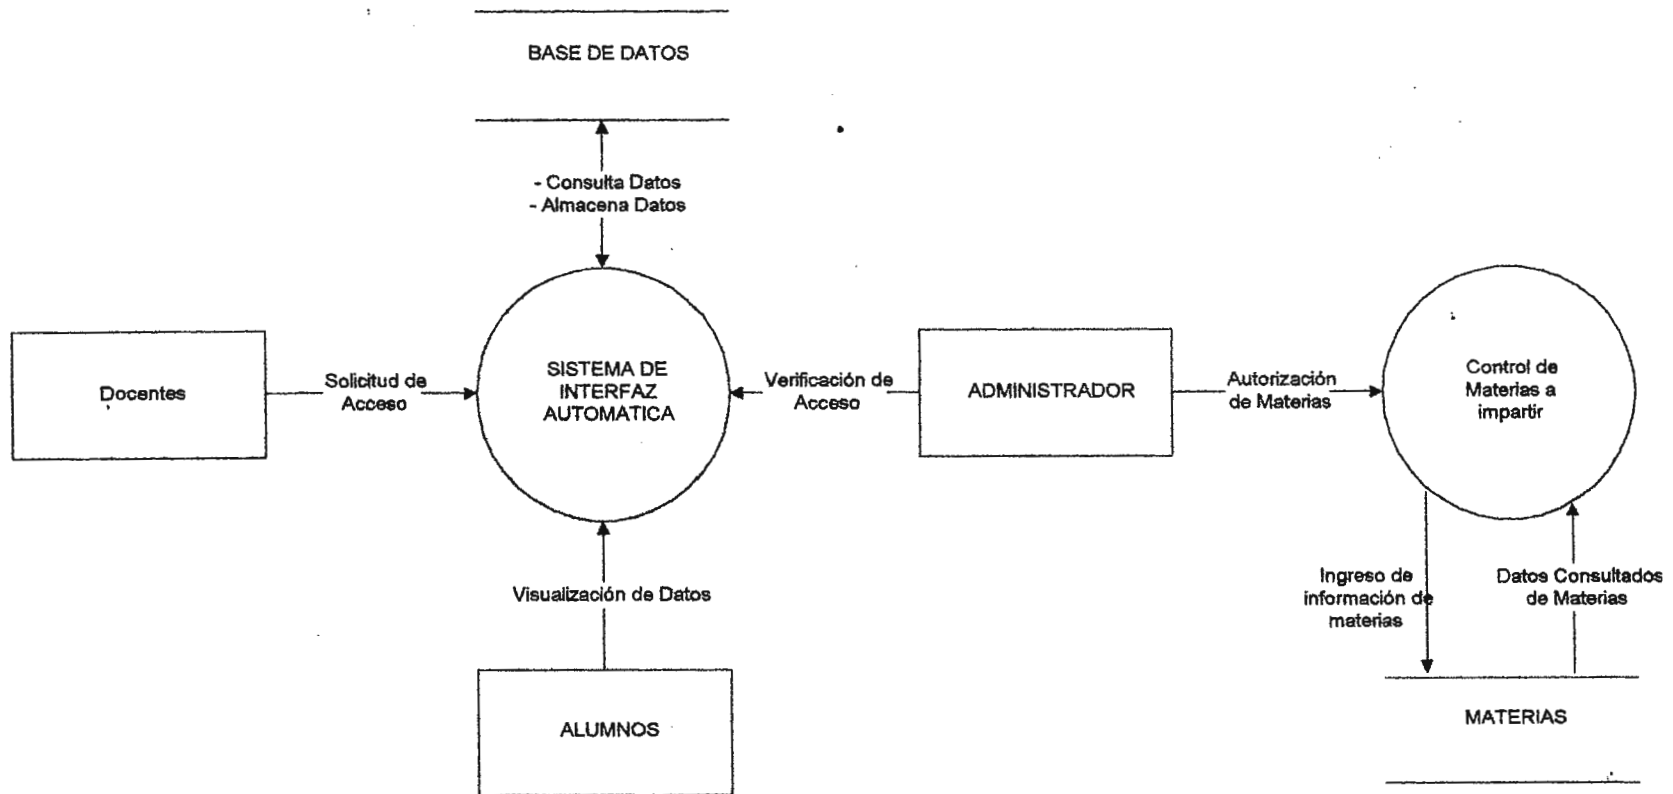 BASE DE DATOS
- Consulta Datos
- Almacena Datos
Docentes
Solicitud de
Acceso
SISTEMA DE
INTERFAZ
AUTOMATICA
Verificación de
Acceso
ADMINISTRADOR
Autorización
de Materias
Control de
Materias a
impartir
Visualización de Datos
Ingreso de
información de
materias
Datos Consultados
de Materias
ALUMNOS
MATERIAS